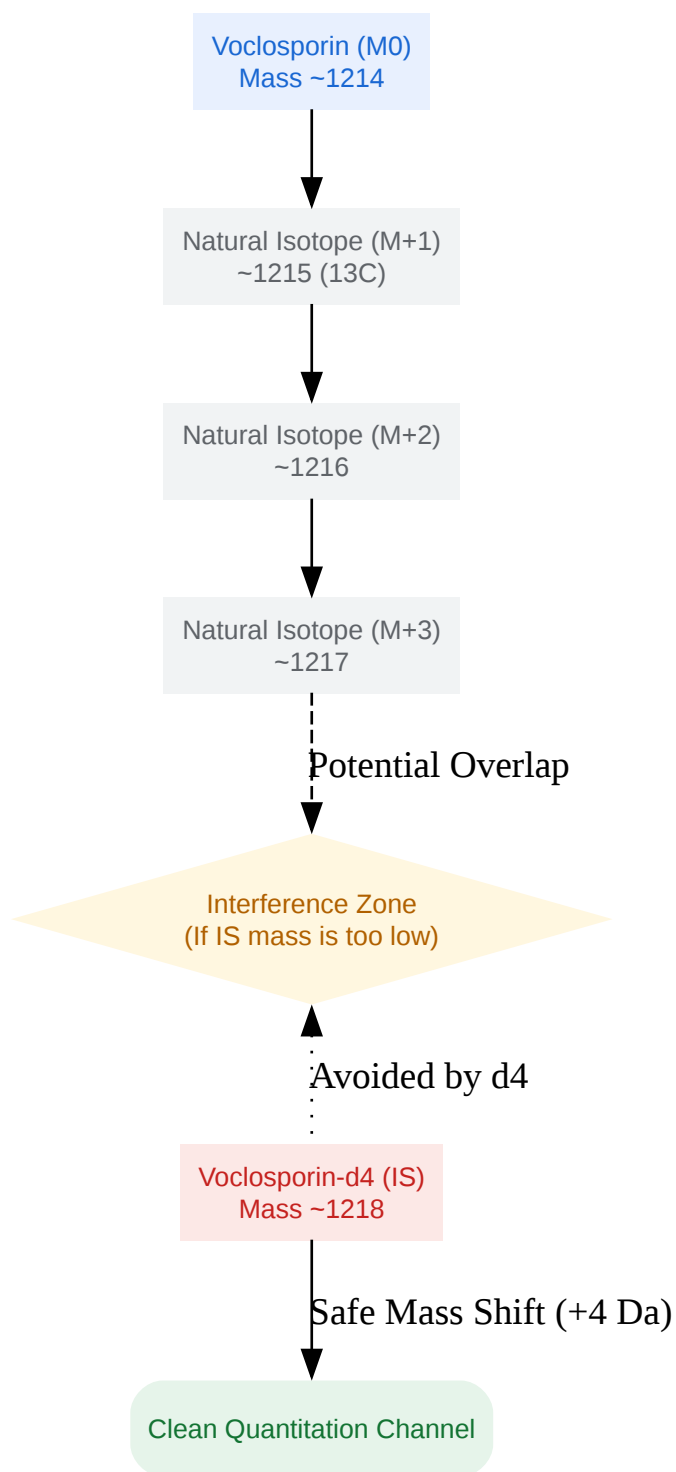 Voclosporin (M0)
Mass ~1214
Natural Isotope (M+1)
~1215 (13C)
Natural Isotope (M+2)
~1216
Natural Isotope (M+3)
~1217
Potential Overlap
Interference Zone
(If IS mass is too low)
Avoided by d4
Voclosporin-d4 (IS)
Mass ~1218
Safe Mass Shift (+4 Da)
Clean Quantitation Channel